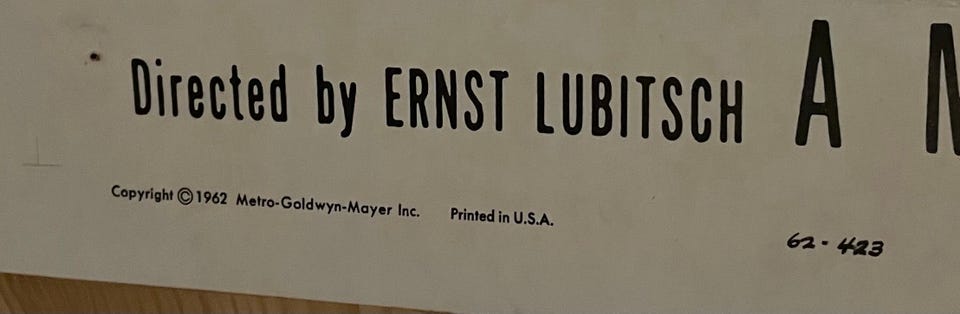 Directed by ERNST LUBITSCH A
Copyright © 1962 Metro-Goldwyn-Mayer Inc. Printed in U.S.A.
62-423